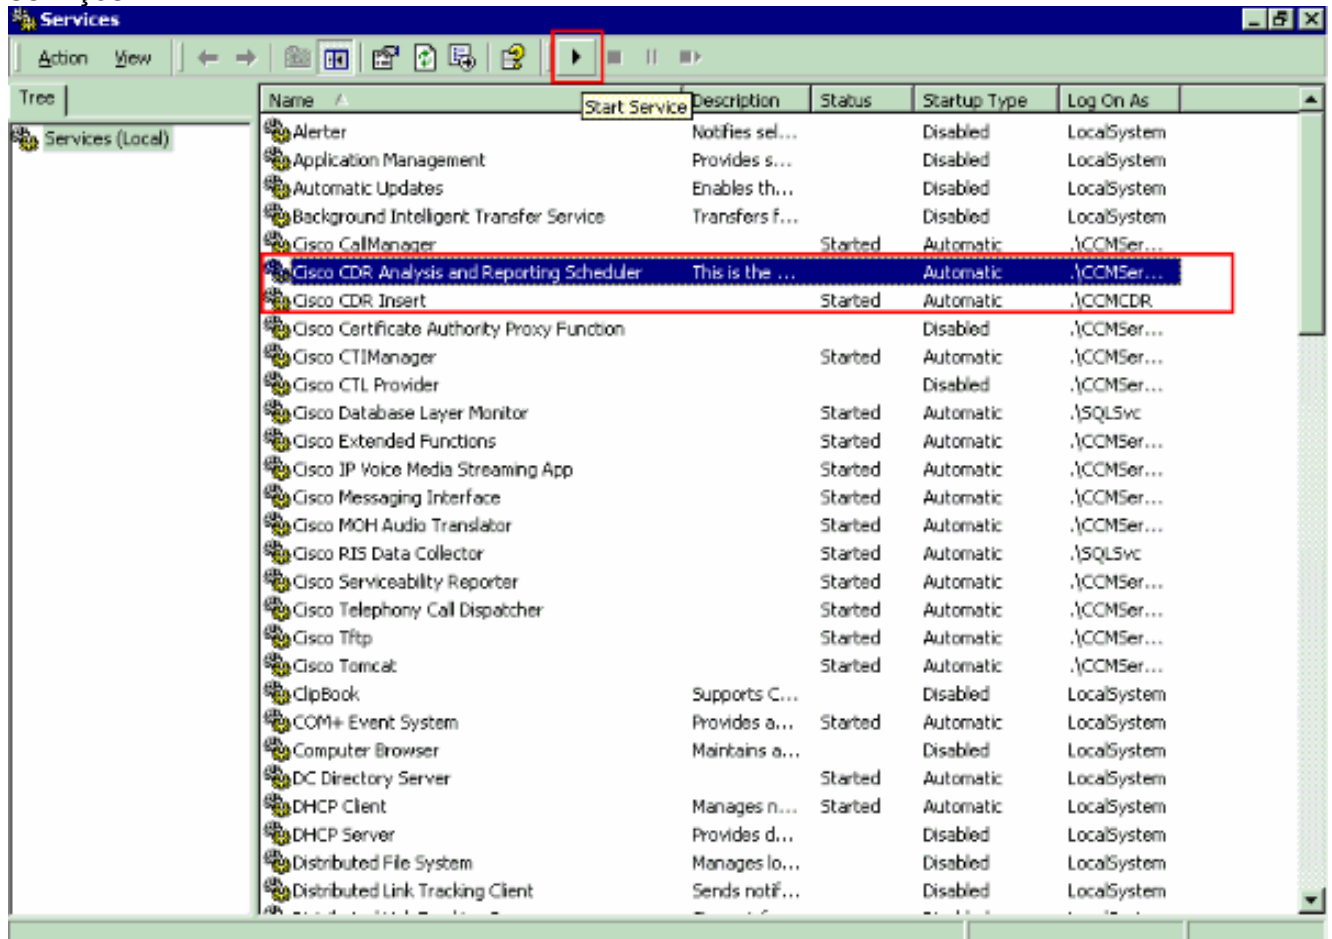 Services
Action View
Tree
Name Description Status Startup Type Log On As
Start Service
Services (Local)
Alerter Notifies sel... Disabled LocalSystem
Application Management Provides s... Disabled LocalSystem
Automatic Updates Enables th... Disabled LocalSystem
Background Intelligent Transfer Service Transfers f... Disabled LocalSystem
Cisco CallManager Started Automatic .\CCMSer...
Cisco CDR Analysis and Reporting Scheduler This is the ... Automatic .\CCMSer...
Cisco CDR Insert Started Automatic .\CCMCDR
Cisco Certificate Authority Proxy Function Disabled .\CCMSer...
Cisco CTIManager Started Automatic .\CCMSer...
Cisco CTL Provider Disabled .\CCMSer...
Cisco Database Layer Monitor Started Automatic .\SQLSvc
Cisco Extended Functions Started Automatic .\CCMSer...
Cisco IP Voice Media Streaming App Started Automatic .\CCMSer...
Cisco Messaging Interface Started Automatic .\CCMSer...
Cisco MOH Audio Translator Started Automatic .\CCMSer...
Cisco RIS Data Collector Started Automatic .\SQLSvc
Cisco Serviceability Reporter Started Automatic .\CCMSer...
Cisco Telephony Call Dispatcher Started Automatic .\CCMSer...
Cisco Tftp Started Automatic .\CCMSer...
Cisco Tomcat Started Automatic .\CCMSer...
ClipBook Supports C... Disabled LocalSystem
COM+ Event System Provides a... Started Automatic LocalSystem
Computer Browser Maintains a... Disabled LocalSystem
DC Directory Server Started Automatic LocalSystem
DHCP Client Manages n... Started Automatic LocalSystem
DHCP Server Provides d... Disabled LocalSystem
Distributed File System Manages lo... Disabled LocalSystem
Distributed Link Tracking Client Sends notif... Disabled LocalSystem